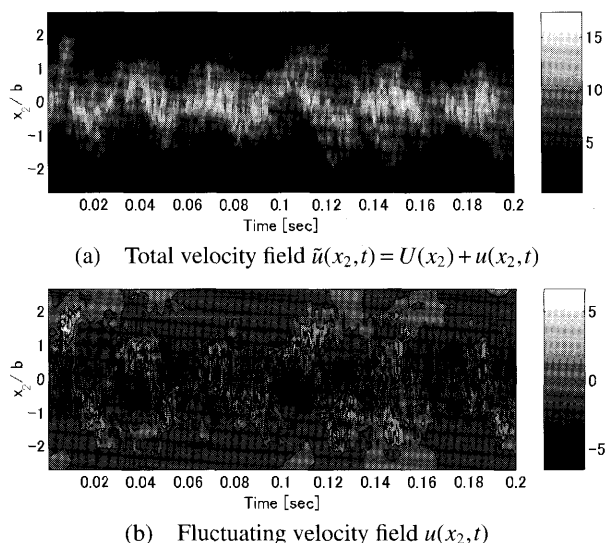 2
1
0
-1
-2
x₂/ b
0.02 0.04 0.06 0.08 0.1 0.12 0.14 0.16 0.18 0.2
Time [sec]
15
10
5
(a) Total velocity field ũ(x₂,t) = U(x₂) + u(x₂,t)
2
1
0
-1
-2
x₂/ b
0.02 0.04 0.06 0.08 0.1 0.12 0.14 0.16 0.18 0.2
Time [sec]
5
0
-5
(b) Fluctuating velocity field u(x₂,t)